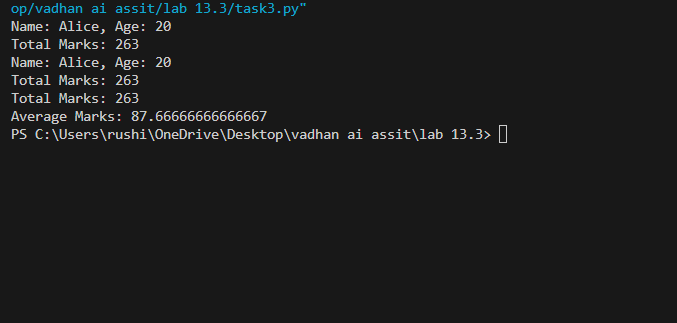 op/vadhan ai assit/lab 13.3/task3.py"
Name: Alice, Age: 20
Total Marks: 263
Name: Alice, Age: 20
Total Marks: 263
Total Marks: 263
Average Marks: 87.66666666666667
PS C:\Users\rushi\OneDrive\Desktop\vadhan ai assit\lab 13.3>